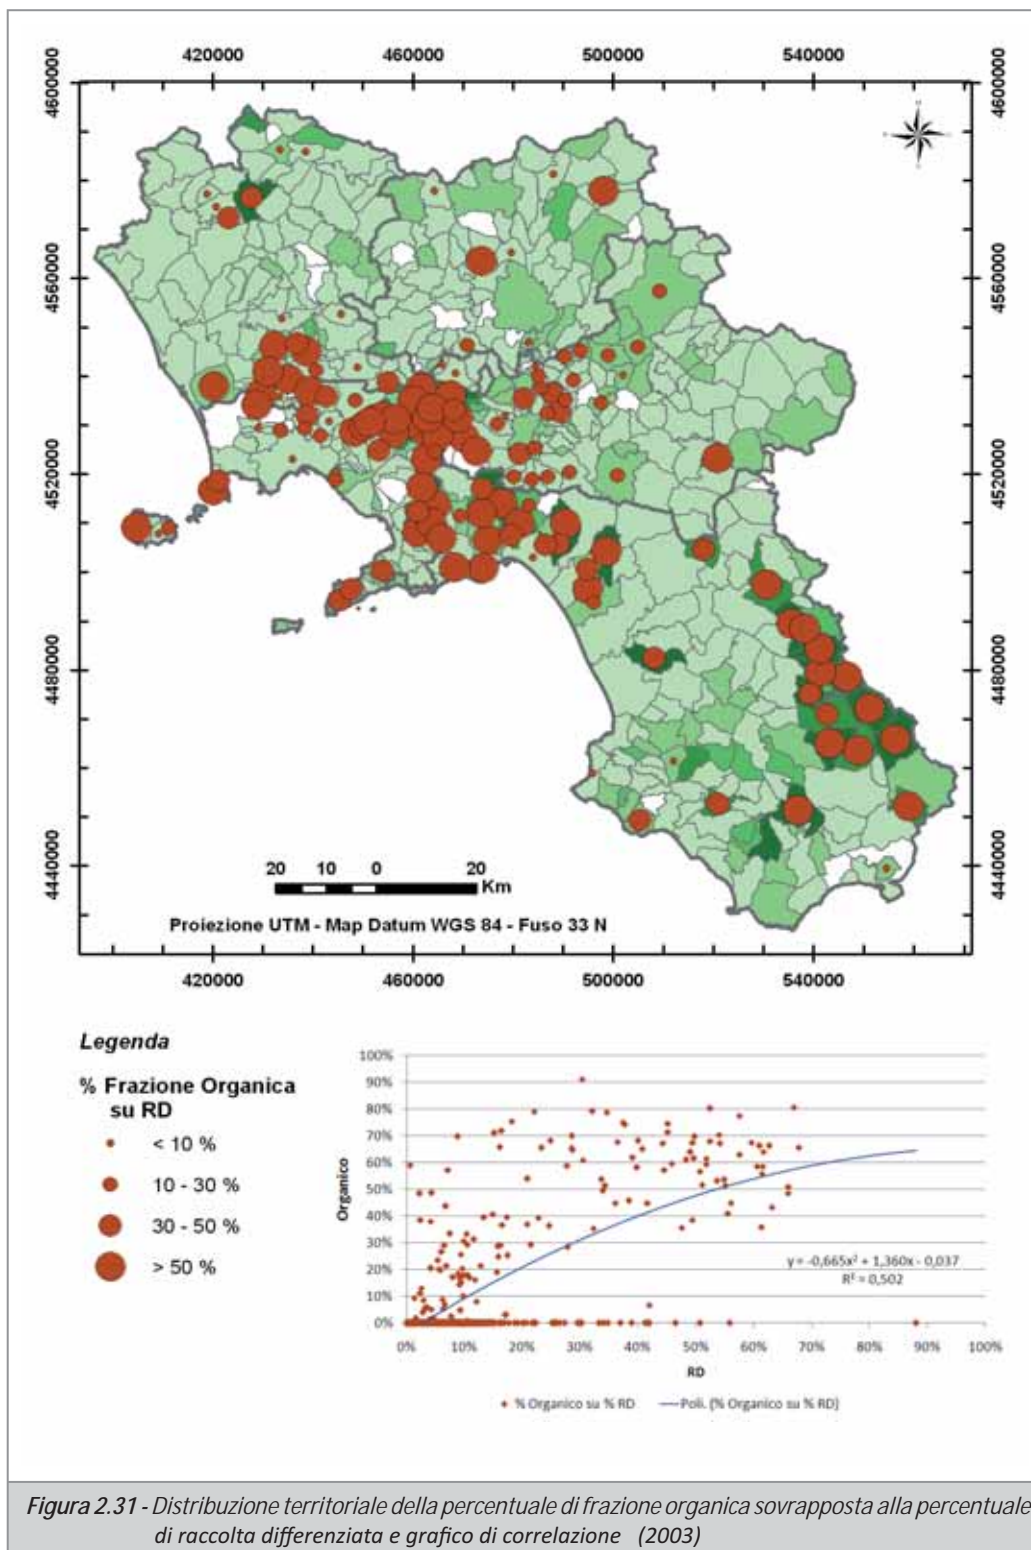 420000 460000 500000 540000
4600000 4600000
4560000 4560000
4520000 4520000
4480000 4480000
4440000 4440000
20 10 0 20
Km
Proiezione UTM - Map Datum WGS 84 - Fuso 33 N
420000 460000 500000 540000
Legenda
% Frazione Organica
su RD
< 10 %
10 - 30 %
30 - 50 %
> 50 %
100%
90%
80%
70%
60%
50%
40%
30%
20%
10%
0%
Organico
y = -0,665x² + 1,360x - 0,037
R² = 0,502
0% 10% 20% 30% 40% 50% 60% 70% 80% 90% 100%
RD
% Organico su % RD Poli. (% Organico su % RD)
Figura 2.31 - Distribuzione territoriale della percentuale di frazione organica sovrapposta alla percentuale
di raccolta differenziata e grafico di correlazione (2003)